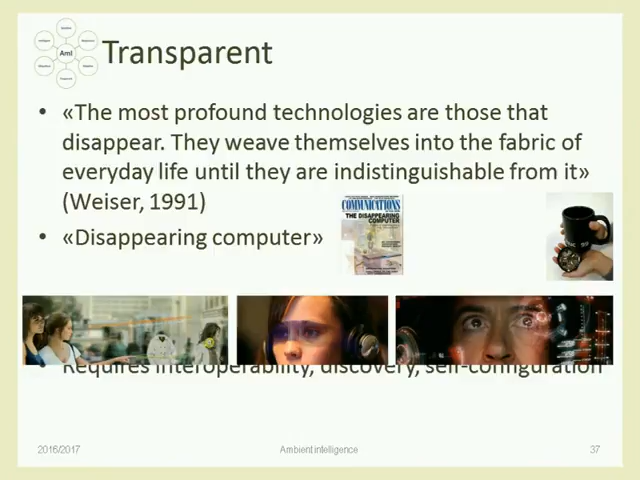 AmI
Transparent
• «The most profound technologies are those that
disappear. They weave themselves into the fabric of
everyday life until they are indistinguishable from it»
(Weiser, 1991)
• «Disappearing computer»
COMMUNICATIONS
THE DISAPPEARING
COMPUTER
• Requires interoperability, discovery, self-configuration
2016/2017
Ambient intelligence
37